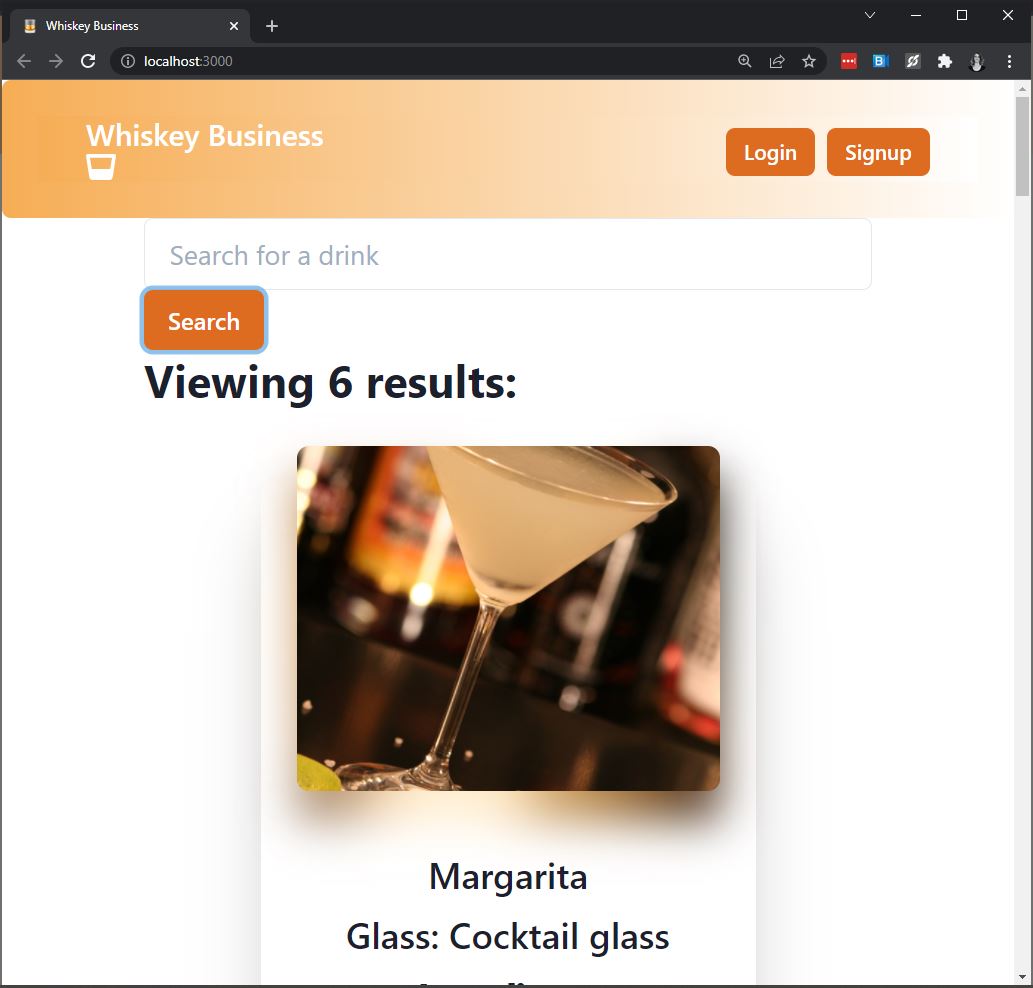 Whiskey Business
localhost:3000
Whiskey Business
Login
Signup
Search for a drink
Search
Viewing 6 results:
Margarita
Glass: Cocktail glass